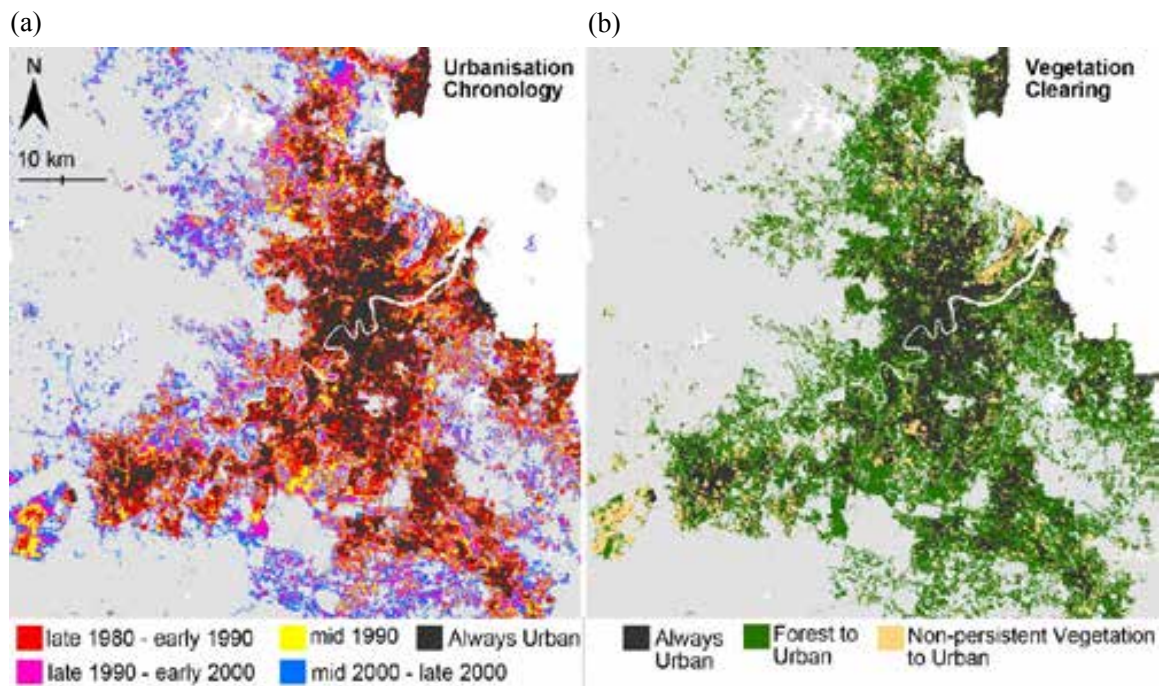 (a)
(b)
Urbanisation
Chronology
N
10 km
Vegetation
Clearing
late 1980 - early 1990
mid 1990
Always Urban
late 1990 - early 2000
mid 2000 - late 2000
Always
Urban
Forest to
Urban
Non-persistent Vegetation
to Urban